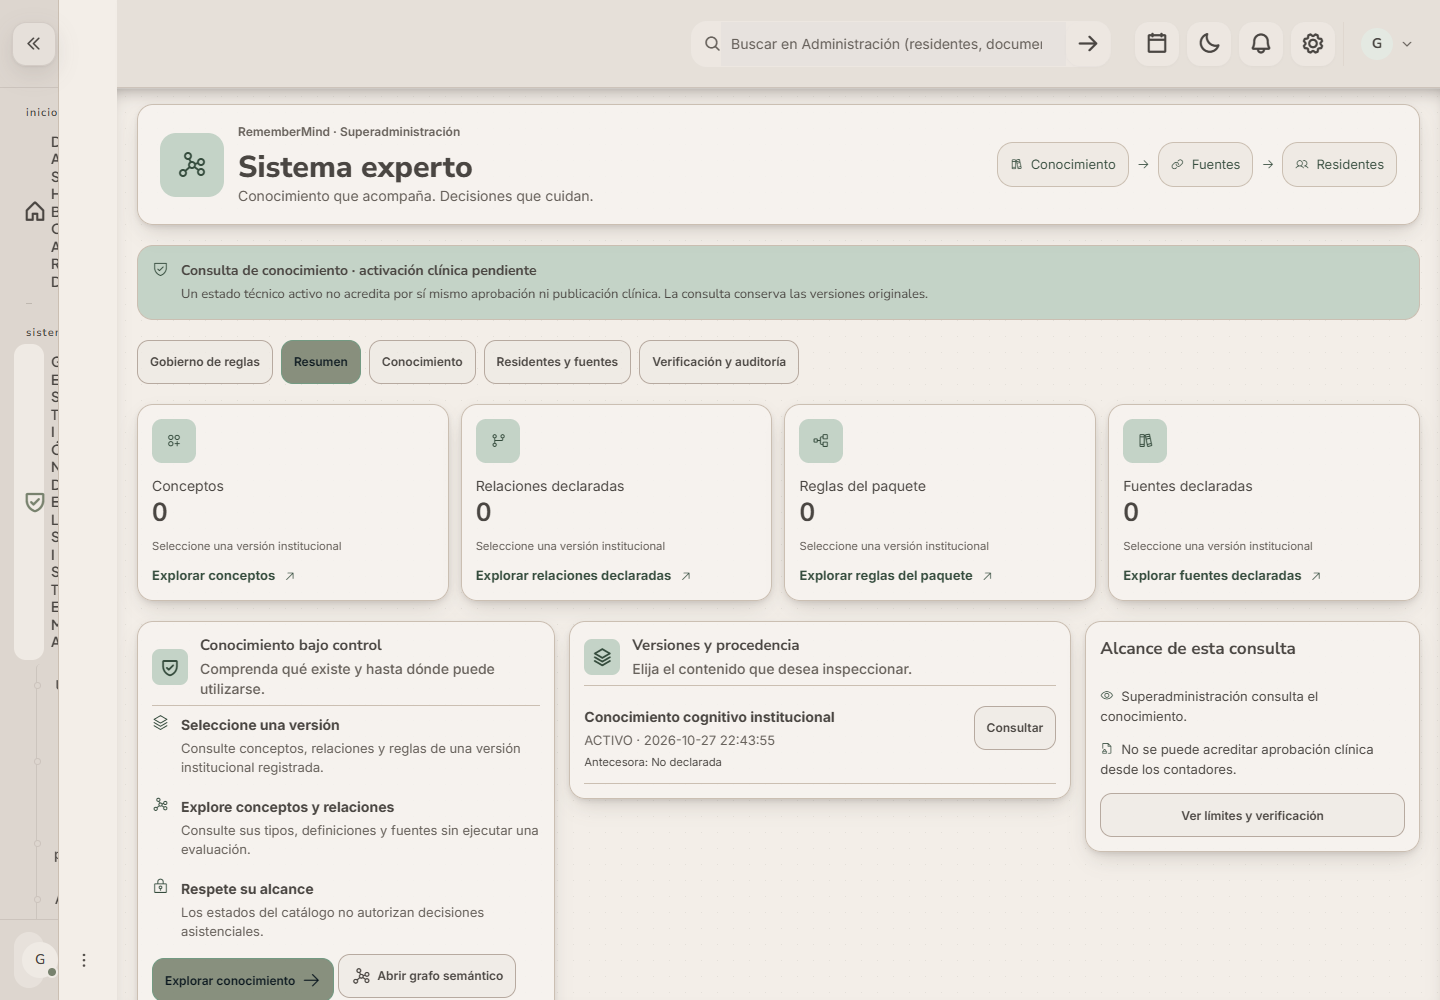 Buscar en Administración (residentes, documen
G
inicio
RememberMind · Superadministración
Sistema experto
Conocimiento que acompaña. Decisiones que cuidan.
Conocimiento
Fuentes
Residentes
Consulta de conocimiento · activación clínica pendiente
Un estado técnico activo no acredita por sí mismo aprobación ni publicación clínica. La consulta conserva las versiones originales.
Gobierno de reglas
Resumen
Conocimiento
Residentes y fuentes
Verificación y auditoría
Conceptos
0
Seleccione una versión institucional
Explorar conceptos
Relaciones declaradas
0
Seleccione una versión institucional
Explorar relaciones declaradas
Reglas del paquete
0
Seleccione una versión institucional
Explorar reglas del paquete
Fuentes declaradas
0
Seleccione una versión institucional
Explorar fuentes declaradas
Conocimiento bajo control
Comprenda qué existe y hasta dónde puede
utilizarse.
Seleccione una versión
Consulte conceptos, relaciones y reglas de una versión
institucional registrada.
Explore conceptos y relaciones
Consulte sus tipos, definiciones y fuentes sin ejecutar una
evaluación.
Respete su alcance
Los estados del catálogo no autorizan decisiones
asistenciales.
Explorar conocimiento
Abrir grafo semántico
Versiones y procedencia
Elija el contenido que desea inspeccionar.
Conocimiento cognitivo institucional
ACTIVO · 2026-10-27 22:43:55
Antecesora: No declarada
Consultar
Alcance de esta consulta
Superadministración consulta el
conocimiento.
No se puede acreditar aprobación clínica
desde los contadores.
Ver límites y verificación
G